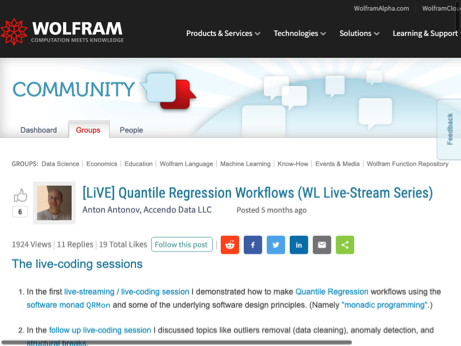 WolframAlpha.com WolframClo
WOLFRAM
COMPUTATION MEETS KNOWLEDGE
Products & Services Technologies Solutions Learning & Support
COMMUNITY
Dashboard Groups People
Feedback
GROUPS: Data Science | Economics | Education | Wolfram Language | Machine Learning | Know-How | Events & Media | Wolfram Function Repository
6
[LiVE] Quantile Regression Workflows (WL Live-Stream Series)
Anton Antonov, Accendo Data LLC Posted 5 months ago
1924 Views | 11 Replies | 19 Total Likes Follow this post |
The live-coding sessions
1. In the first live-streaming / live-coding session I demonstrated how to make Quantile Regression workflows using the
software monad QRMon and some of the underlying software design principles. (Namely "monadic programming".)
2. In the follow up live-coding session I discussed topics like outliers removal (data cleaning), anomaly detection, and
structural breaks.